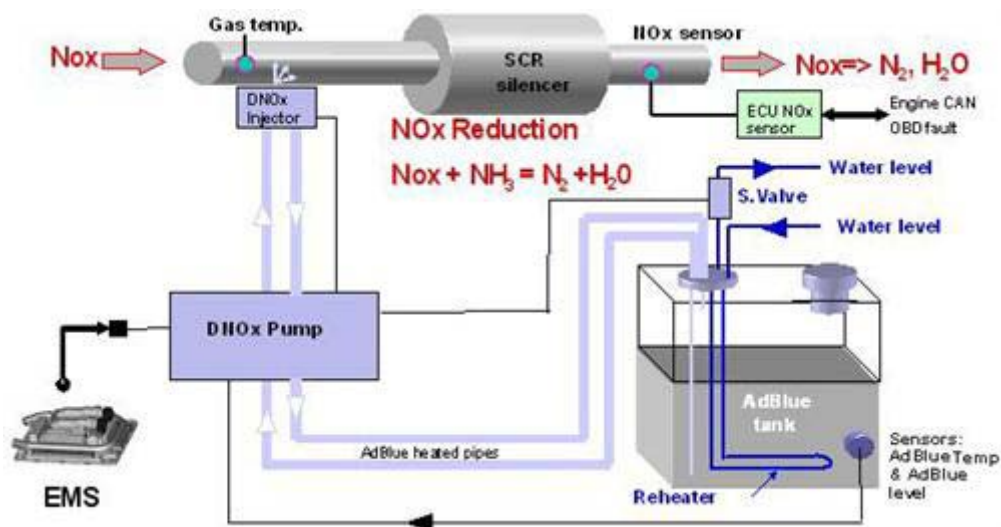 Gas temp.
NOx sensor
Nox
SCR
silencer
Nox=> N₂, H₂O
DNOx
Injector
ECU NOx
sensor
Engine CAN
OBD fault
NOx Reduction
Nox + NH₃ = N₂ +H₂O
Water level
S.Valve
Water level
DNOx Pump
AdBlue
tank
AdBlue heated pipes
Sensors:
AdBlue Temp
& AdBlue
level
Reheater
EMS